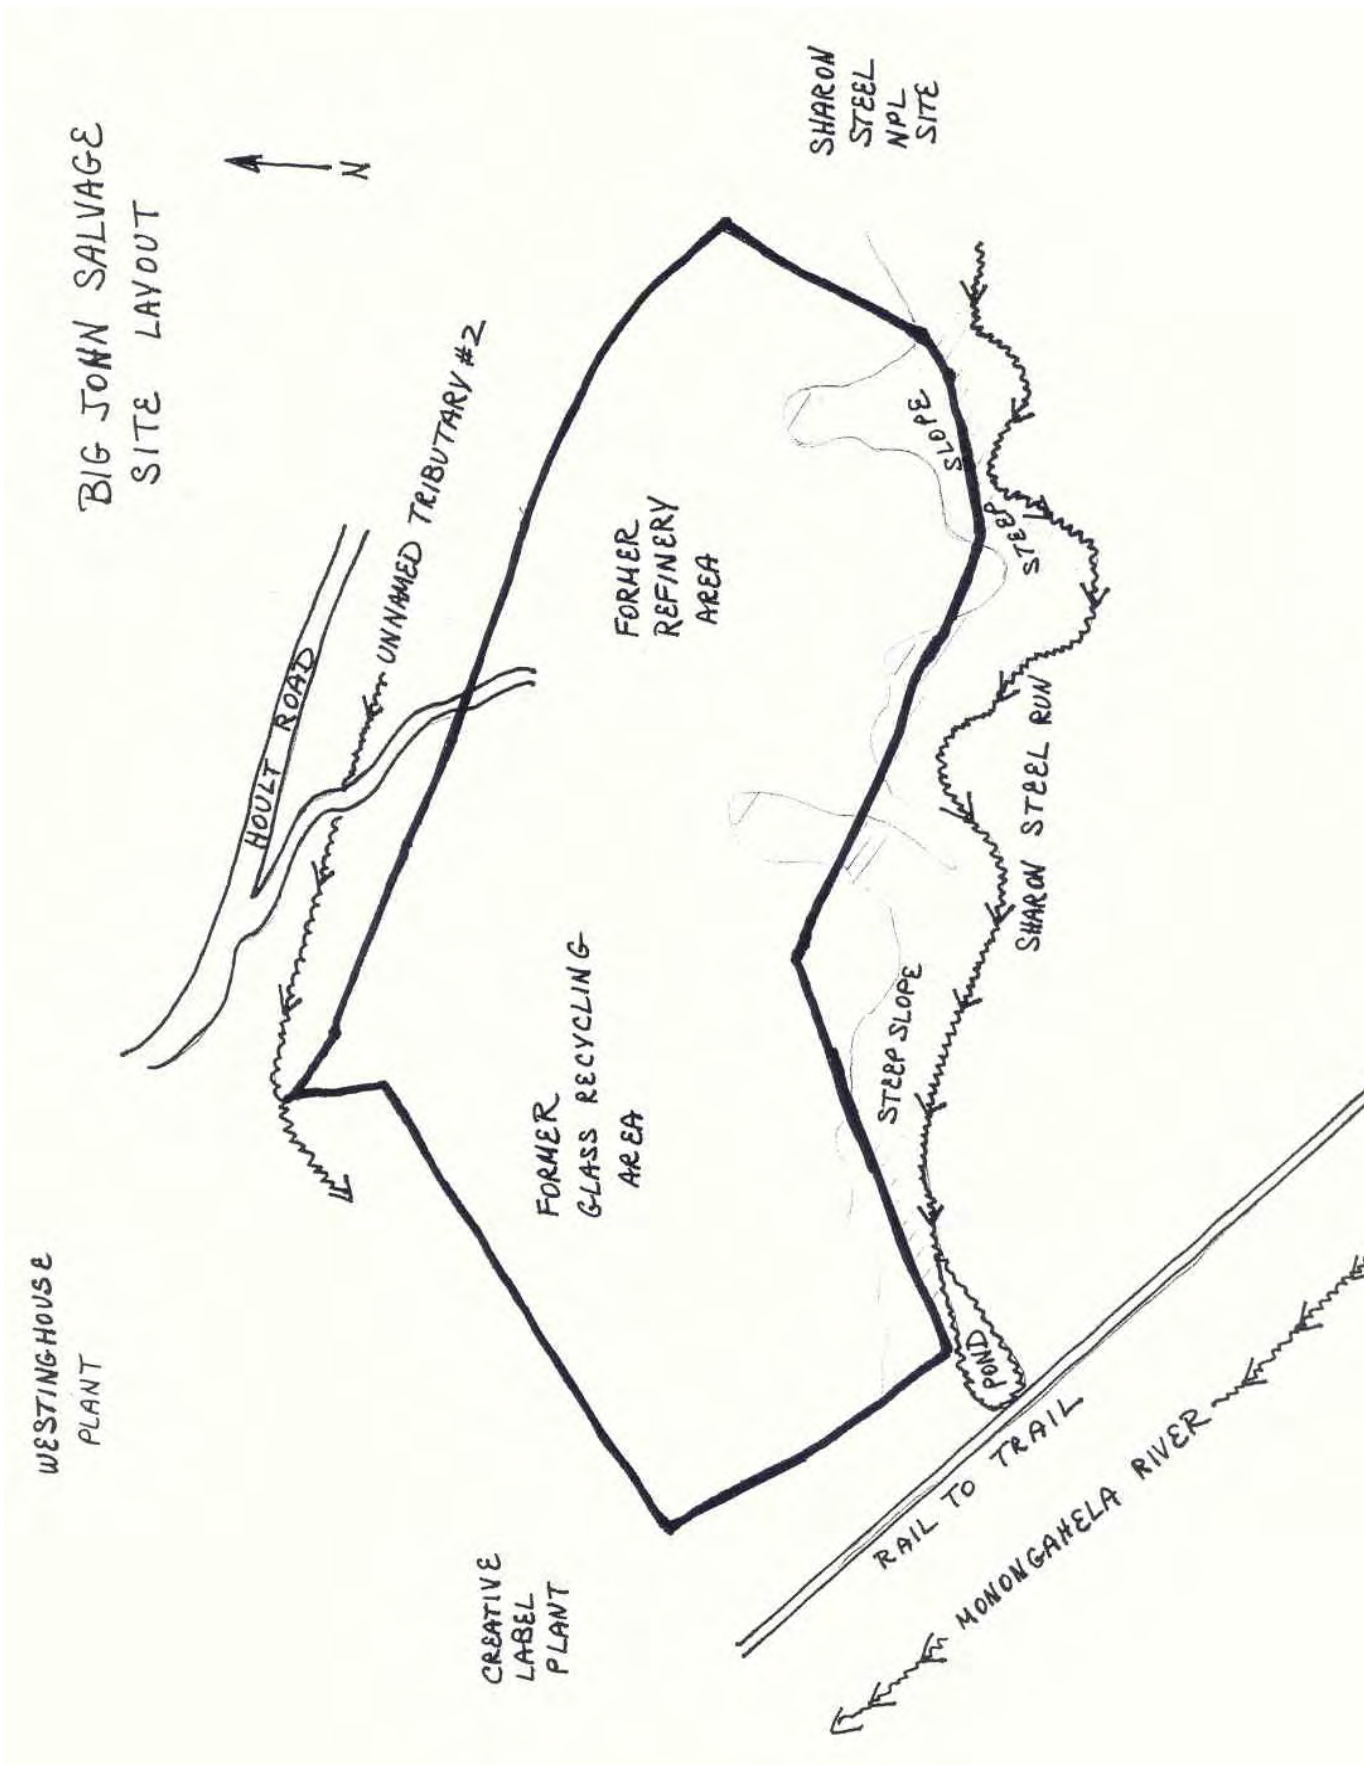 BIG JOHN SALVAGE
SITE LAYOUT
N
HOULT ROAD
UNNAMED TRIBUTARY #2
WESTINGHOUSE
PLANT
SHARON
STEEL
NPL
SITE
FORMER
REFINERY
AREA
FORMER
GLASS RECYCLING
AREA
STEEP
SLOPE
STEEP SLOPE
SHARON STEEL RUN
CREATIVE
LABEL
PLANT
POND
RAIL TO TRAIL
MONONGAHELA RIVER